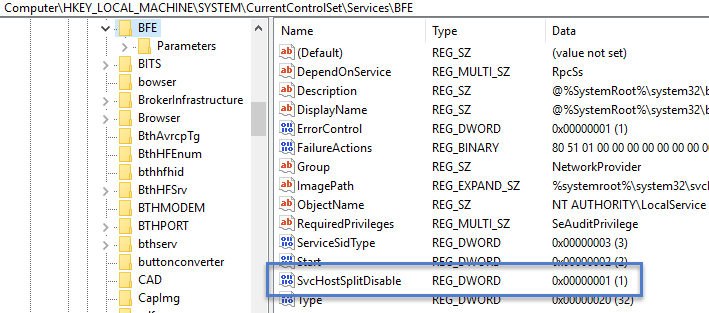 Computer\HKEY_LOCAL_MACHINE\SYSTEM\CurrentControlSet\Services\BFE
BFE
Parameters
BITS
bowser
BrokerInfrastructure
Browser
BthAvrcpTg
BthHFEnum
bthhfhid
BthHFSrv
BTHMODEM
BTHPORT
bthserv
buttonconverter
CAD
CapImg
Name Type Data
(Default) REG_SZ (value not set)
DependOnService REG_MULTI_SZ RpcSs
Description REG_SZ @%SystemRoot%\system32\b
DisplayName REG_SZ @%SystemRoot%\system32\b
ErrorControl REG_DWORD 0x00000001 (1)
FailureActions REG_BINARY 80 51 01 00 00 00 00 00 00 00
Group REG_SZ NetworkProvider
ImagePath REG_EXPAND_SZ %systemroot%\system32\svcl
ObjectName REG_SZ NT AUTHORITY\LocalService
RequiredPrivileges REG_MULTI_SZ SeAuditPrivilege
ServiceSidType REG_DWORD 0x00000003 (3)
Start REG_DWORD 0x00000002 (2)
SvcHostSplitDisable REG_DWORD 0x00000001 (1)
Type REG_DWORD 0x00000020 (32)